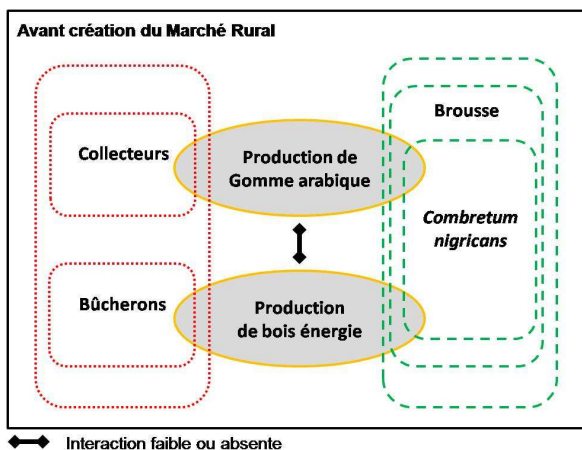 Avant création du Marché Rural
Collecteurs
Production de
Gomme arabique
Brousse
Combretum
nigricans
Bûcherons
Production
de bois énergie
Interaction faible ou absente